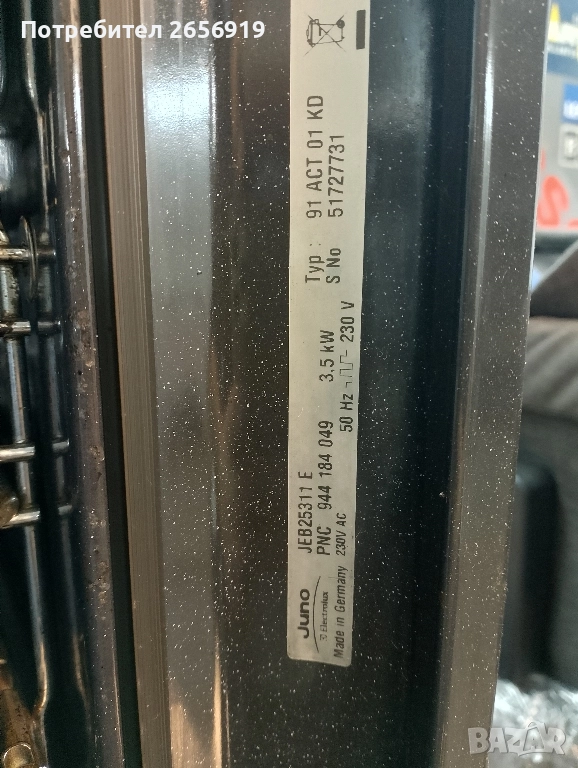 Потребител 2656919
Juno
Electrolux
JEB25311 E
PNC 944 184 049
Made in Germany 230V AC
3.5 kW
50 Hz 230 V
Typ : 91 ACT 01 KD
S No 51727731
BAZAR